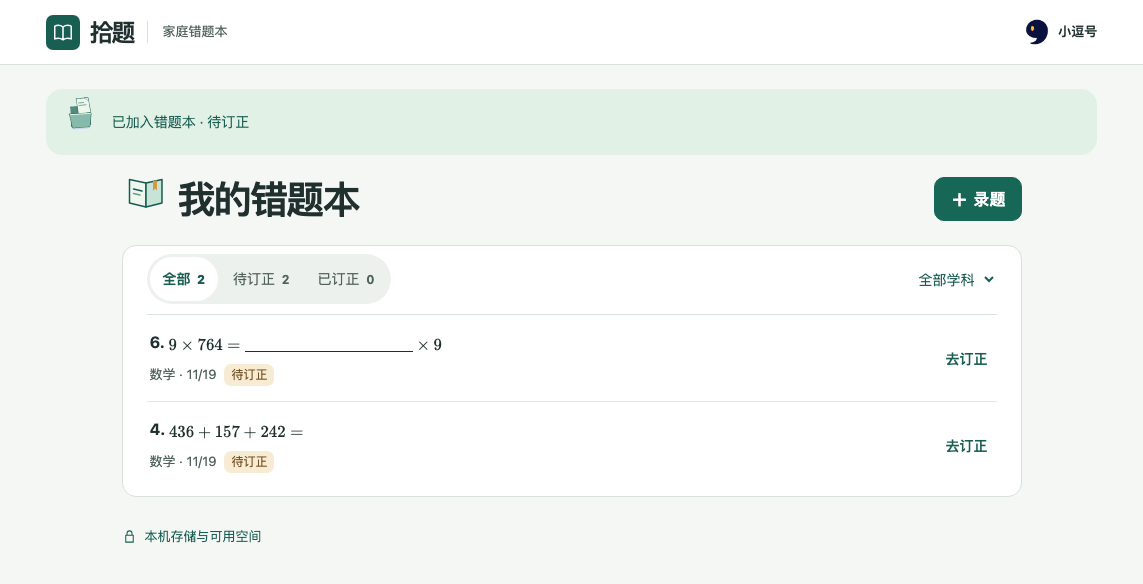 拾题 家庭错题本 小逗号
已加入错题本 · 待订正
我的错题本 + 录题
全部 2 待订正 2 已订正 0 全部学科
6. 9 × 764 = ____________________ × 9
数学 · 11/19 待订正 去订正
4. 436 + 157 + 242 =
数学 · 11/19 待订正 去订正
本机存储与可用空间